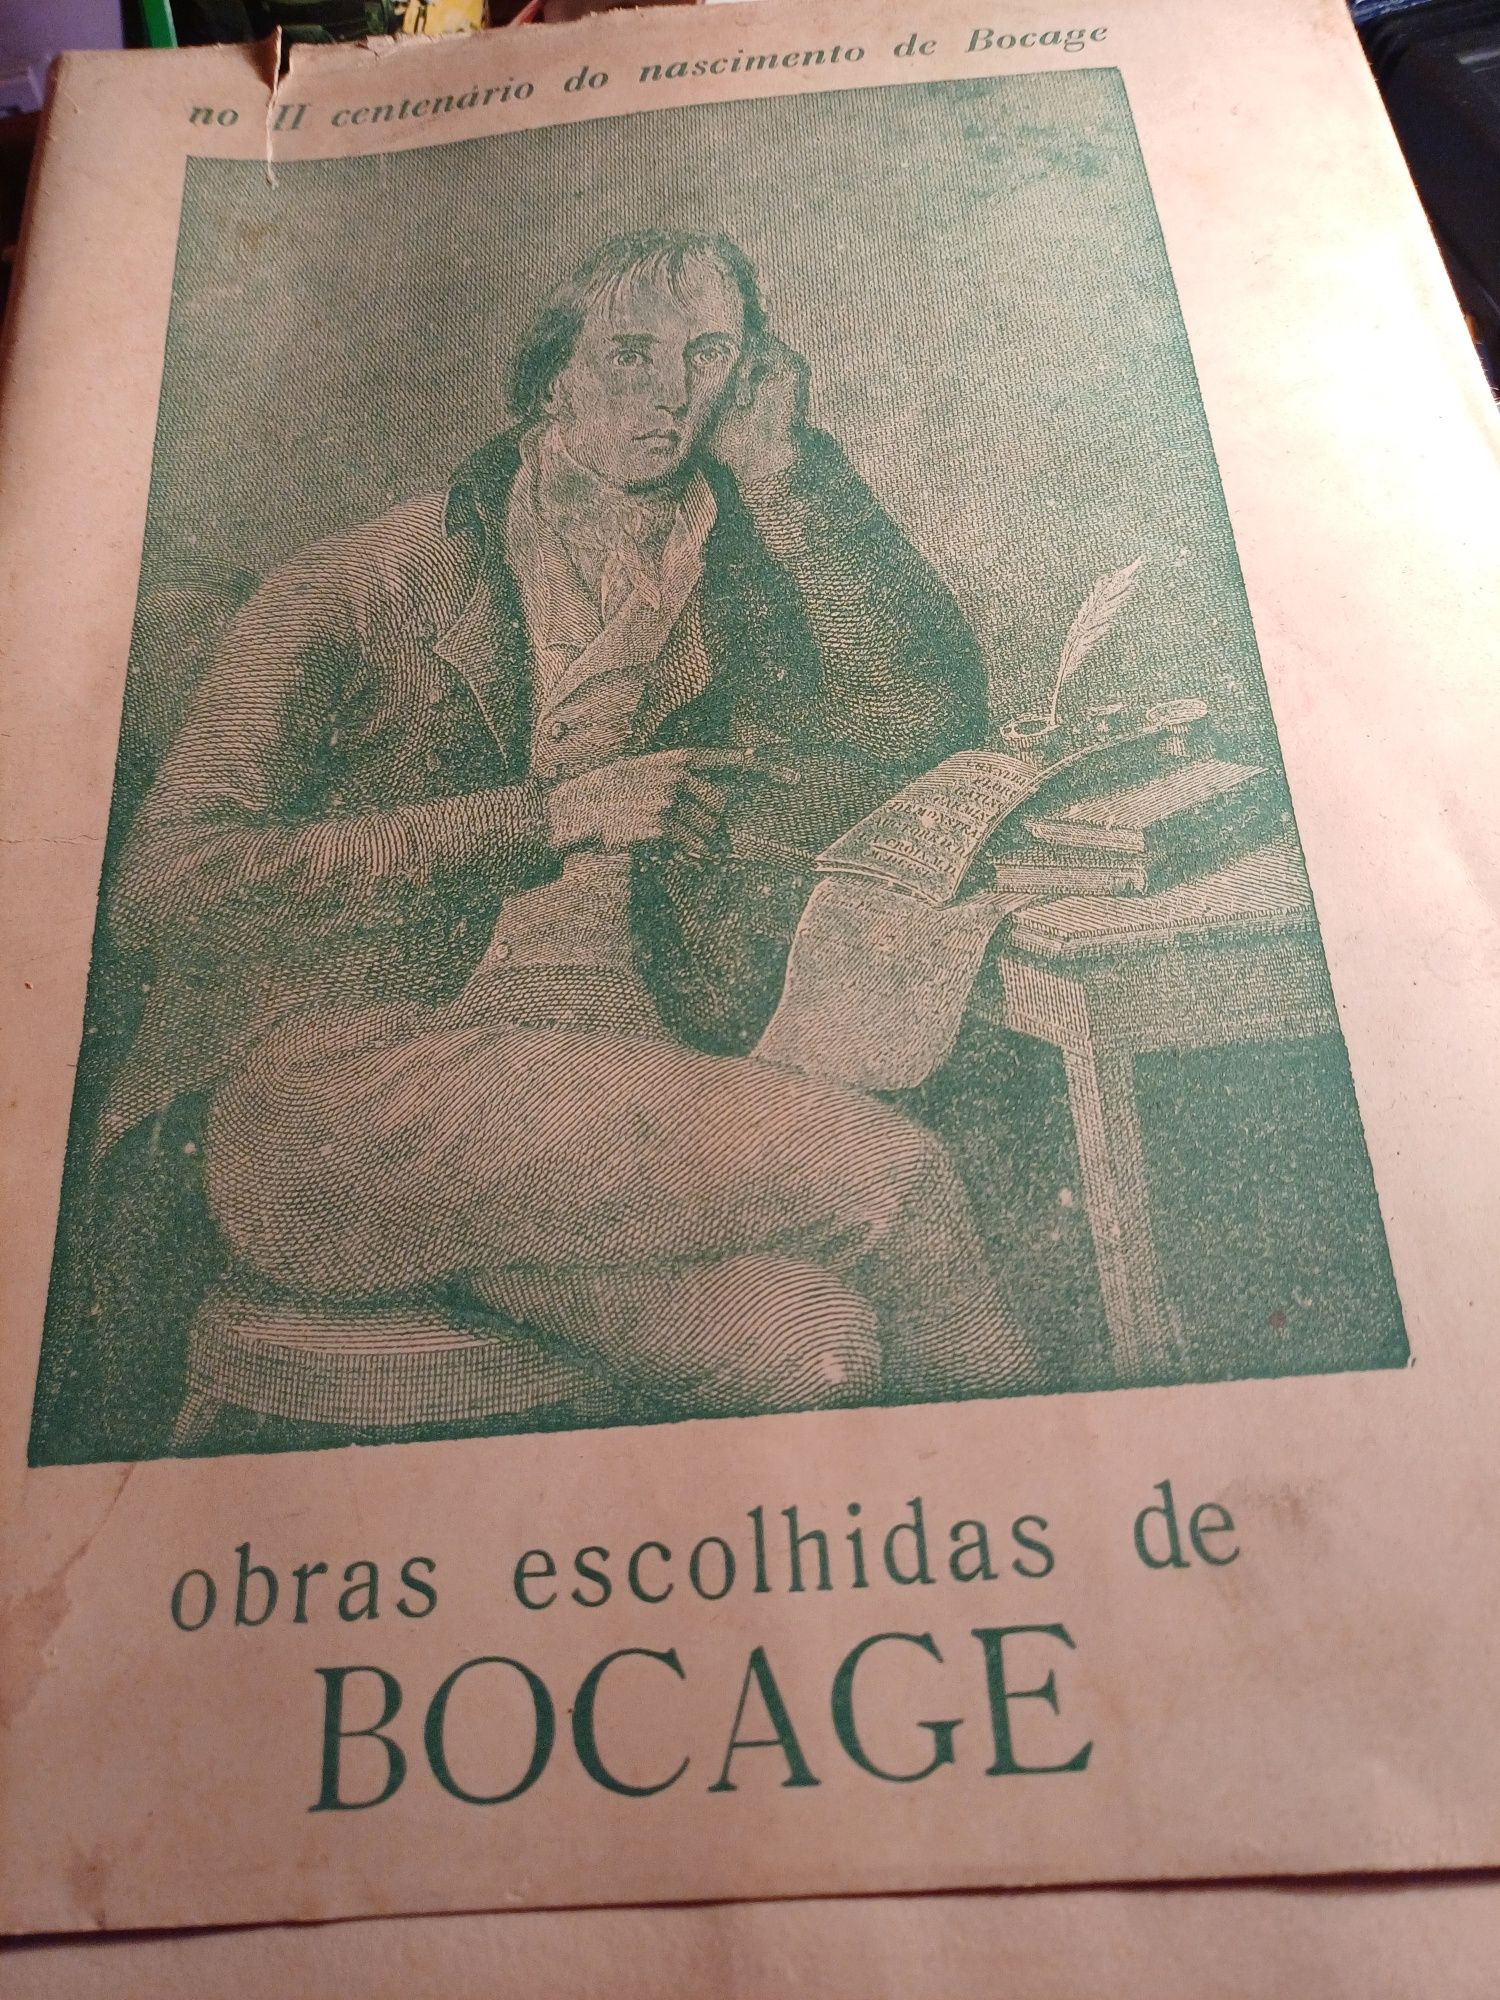 no II centenário do nascimento de Bocage
obras escolhidas de
BOCAGE